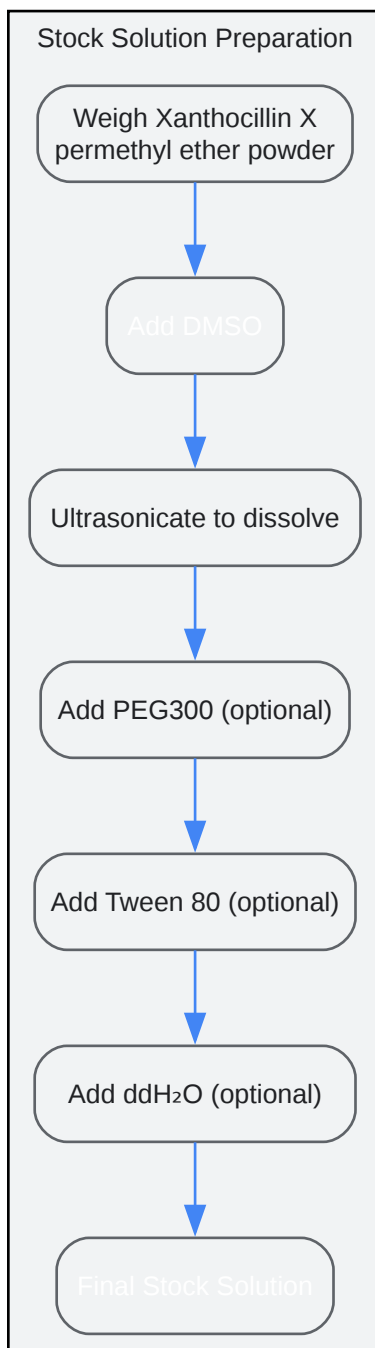 Stock Solution Preparation
Weigh Xanthocillin X
permethyl ether powder
Add DMSO
Ultrasonicate to dissolve
Add PEG300 (optional)
Add Tween 80 (optional)
Add ddH₂O (optional)
Final Stock Solution